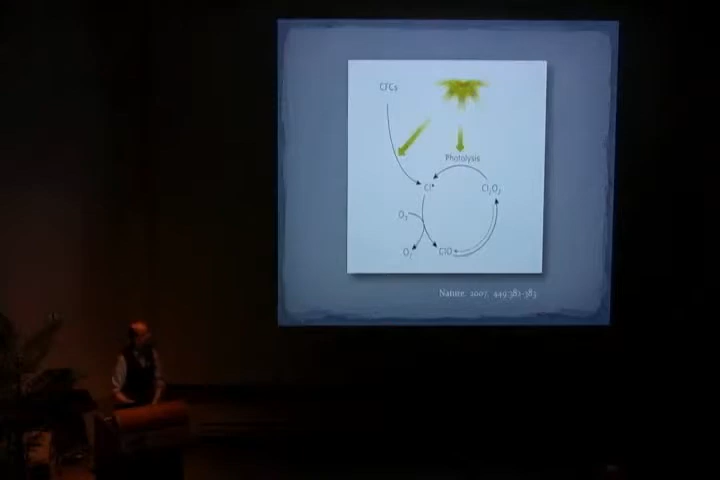 CFCs
Photolysis
Cl•
Cl₂O₂
O₃
O₂
ClO
Nature. 2007. 449:382-383